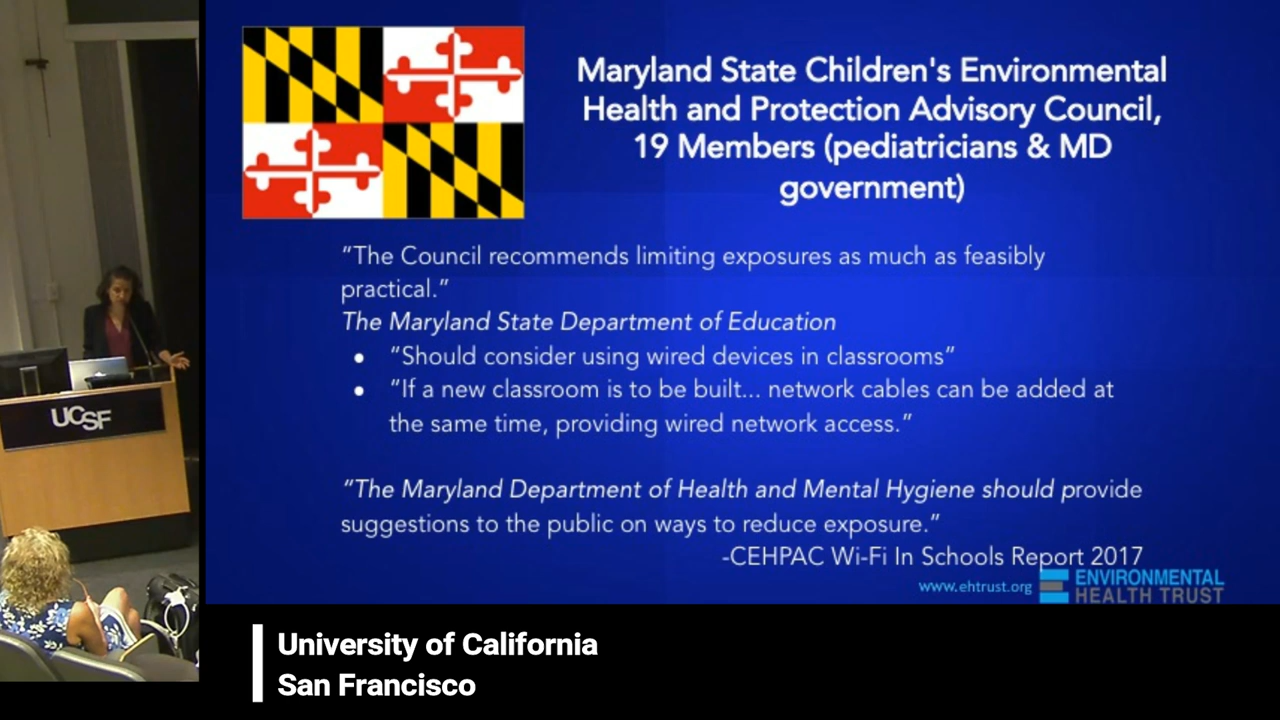 Maryland State Children's Environmental
Health and Protection Advisory Council,
19 Members (pediatricians & MD
government)
“The Council recommends limiting exposures as much as feasibly
practical.”
The Maryland State Department of Education
• “Should consider using wired devices in classrooms”
• “If a new classroom is to be built... network cables can be added at
the same time, providing wired network access.”
“The Maryland Department of Health and Mental Hygiene should provide
suggestions to the public on ways to reduce exposure.”
-CEHPAC Wi-Fi In Schools Report 2017
www.ehtrust.org
ENVIRONMENTAL
HEALTH TRUST
UCSF
University of California
San Francisco